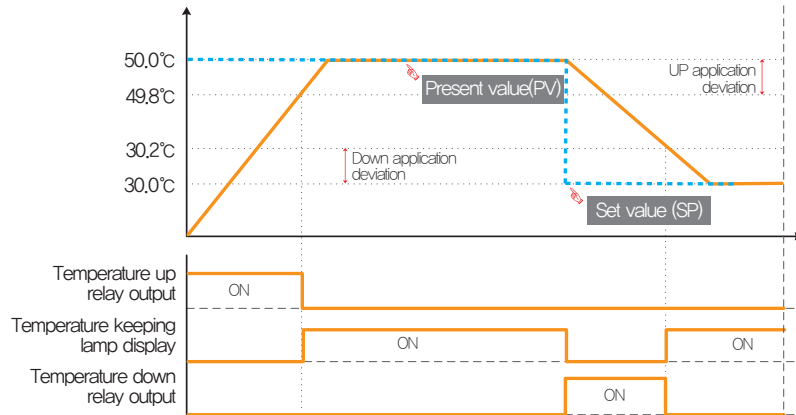 50.0℃
49.8℃
30.2℃
30.0℃
Present value(PV)
UP application
deviation
Down application
deviation
Set value (SP)
Temperature up
relay output
ON
Temperature keeping
lamp display
ON
ON
Temperature down
relay output
ON